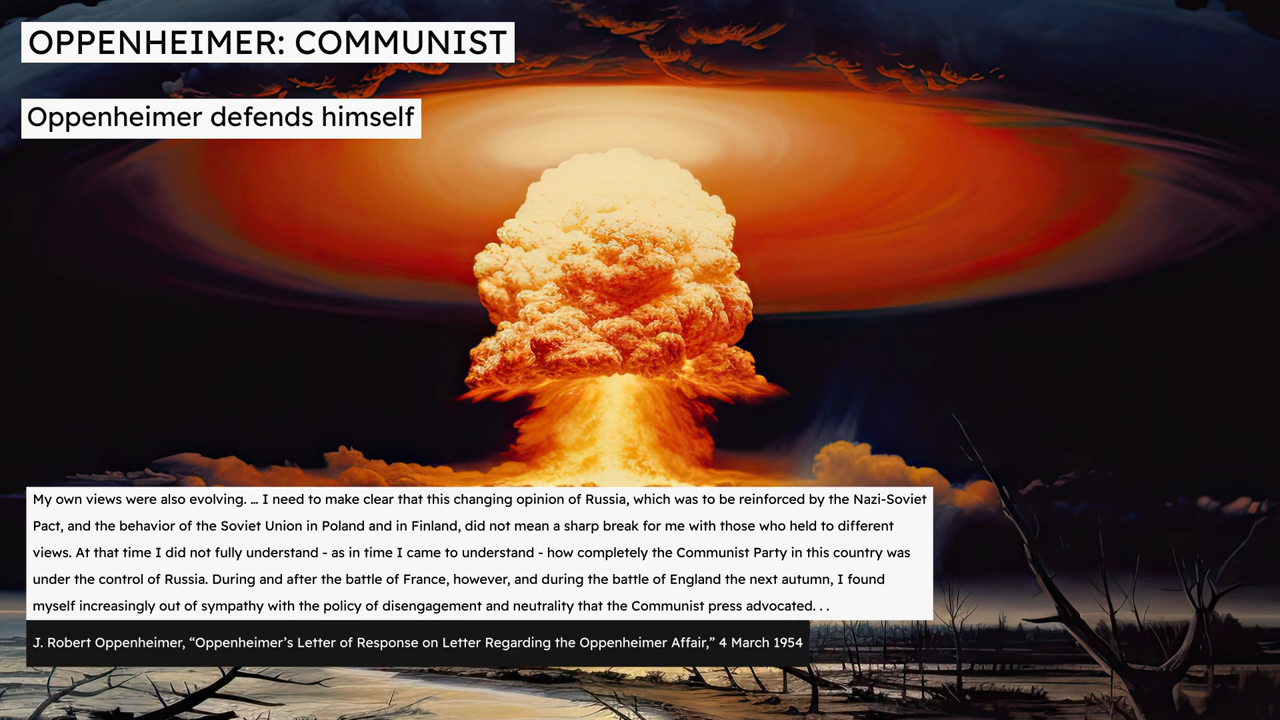 OPPENHEIMER: COMMUNIST
Oppenheimer defends himself
My own views were also evolving. … I need to make clear that this changing opinion of Russia, which was to be reinforced by the Nazi-Soviet
Pact, and the behavior of the Soviet Union in Poland and in Finland, did not mean a sharp break for me with those who held to different
views. At that time I did not fully understand - as in time I came to understand - how completely the Communist Party in this country was
under the control of Russia. During and after the battle of France, however, and during the battle of England the next autumn, I found
myself increasingly out of sympathy with the policy of disengagement and neutrality that the Communist press advocated. . .
J. Robert Oppenheimer, “Oppenheimer’s Letter of Response on Letter Regarding the Oppenheimer Affair,” 4 March 1954